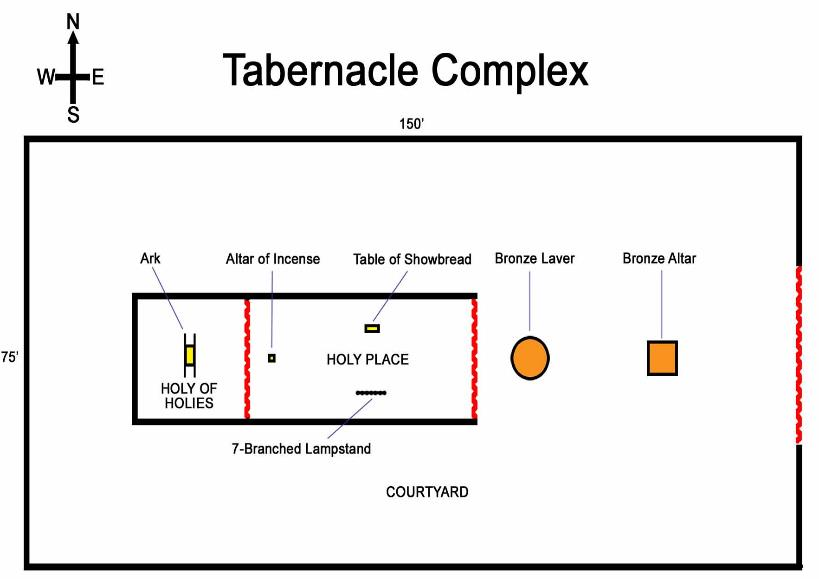 N
W E
S
Tabernacle Complex
150'
Ark
Altar of Incense
Table of Showbread
Bronze Laver
Bronze Altar
75'
HOLY PLACE
HOLY OF
HOLIES
7-Branched Lampstand
COURTYARD